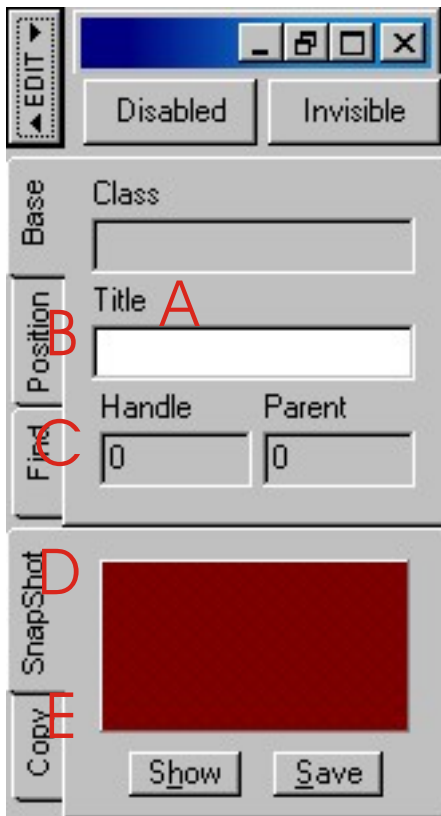 ◄ EDIT ►
Disabled Invisible
Base
Class
Title A
B
Position
Handle Parent
C
Find
0 0
D
SnapShot
E
Copy
Show Save